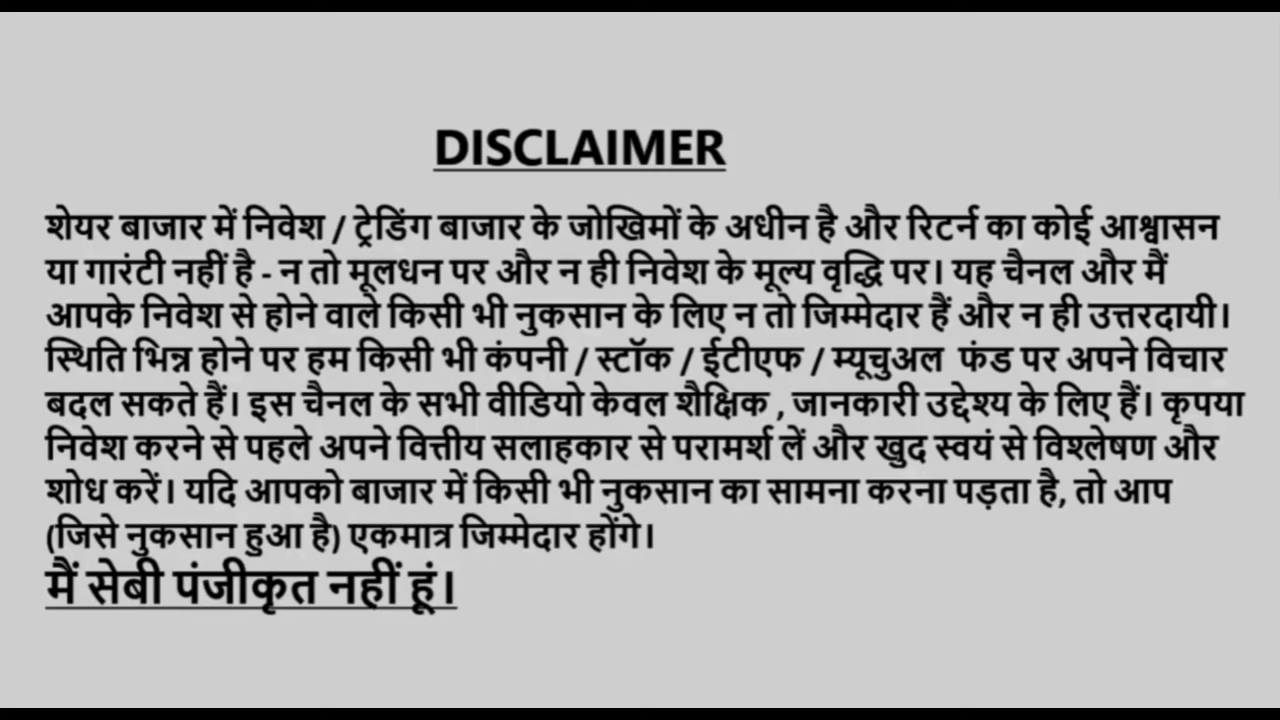 DISCLAIMER
शेयर बाजार में निवेश / ट्रेडिंग बाजार के जोखिमों के अधीन है और रिटर्न का कोई आश्वासन
या गारंटी नहीं है - न तो मूलधन पर और न ही निवेश के मूल्य वृद्धि पर। यह चैनल और मैं
आपके निवेश से होने वाले किसी भी नुकसान के लिए न तो जिम्मेदार हैं और न ही उत्तरदायी।
स्थिति भिन्न होने पर हम किसी भी कंपनी / स्टॉक / ईटीएफ / म्यूचुअल फंड पर अपने विचार
बदल सकते हैं। इस चैनल के सभी वीडियो केवल शैक्षिक , जानकारी उद्देश्य के लिए हैं। कृपया
निवेश करने से पहले अपने वित्तीय सलाहकार से परामर्श लें और खुद स्वयं से विश्लेषण और
शोध करें। यदि आपको बाजार में किसी भी नुकसान का सामना करना पड़ता है, तो आप
(जिसे नुकसान हुआ है) एकमात्र जिम्मेदार होंगे।
मैं सेबी पंजीकृत नहीं हूं।